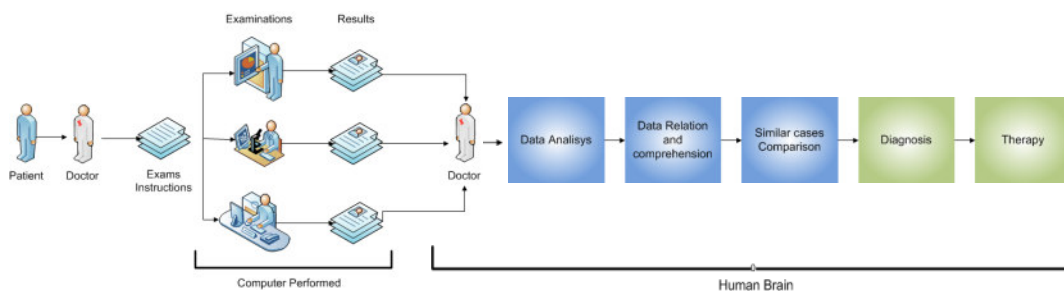 Examinations
Results
Patient
Doctor
Exams
Instructions
Doctor
Data Analisys
Data Relation
and
comprehension
Similar cases
Comparison
Diagnosis
Therapy
Computer Performed
Human Brain